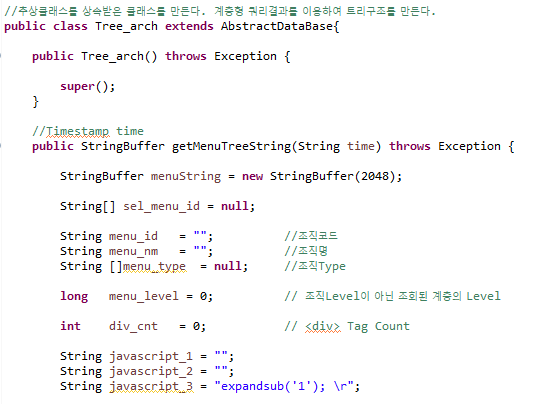 //추상클래스를 상속받은 클래스를 만든다. 계층형 쿼리결과를 이용하여 트리구조를 만든다.
public class Tree_arch extends AbstractDataBase{
public Tree_arch() throws Exception {
super();
}
//Timestamp time
public StringBuffer getMenuTreeString(String time) throws Exception {
StringBuffer menuString = new StringBuffer(2048);
String[] sel_menu_id = null;
String menu_id   = "";          //조직코드
String menu_nm   = "";          //조직명
String []menu_type  = null;     //조직Type
long   menu_level = 0;          // 조직Level이 아닌 조회된 계층의 Level
int    div_cnt   = 0;           // <div> Tag Count
String javascript_1 = "";
String javascript_2 = "";
String javascript_3 = "expandsub('1'); \r";